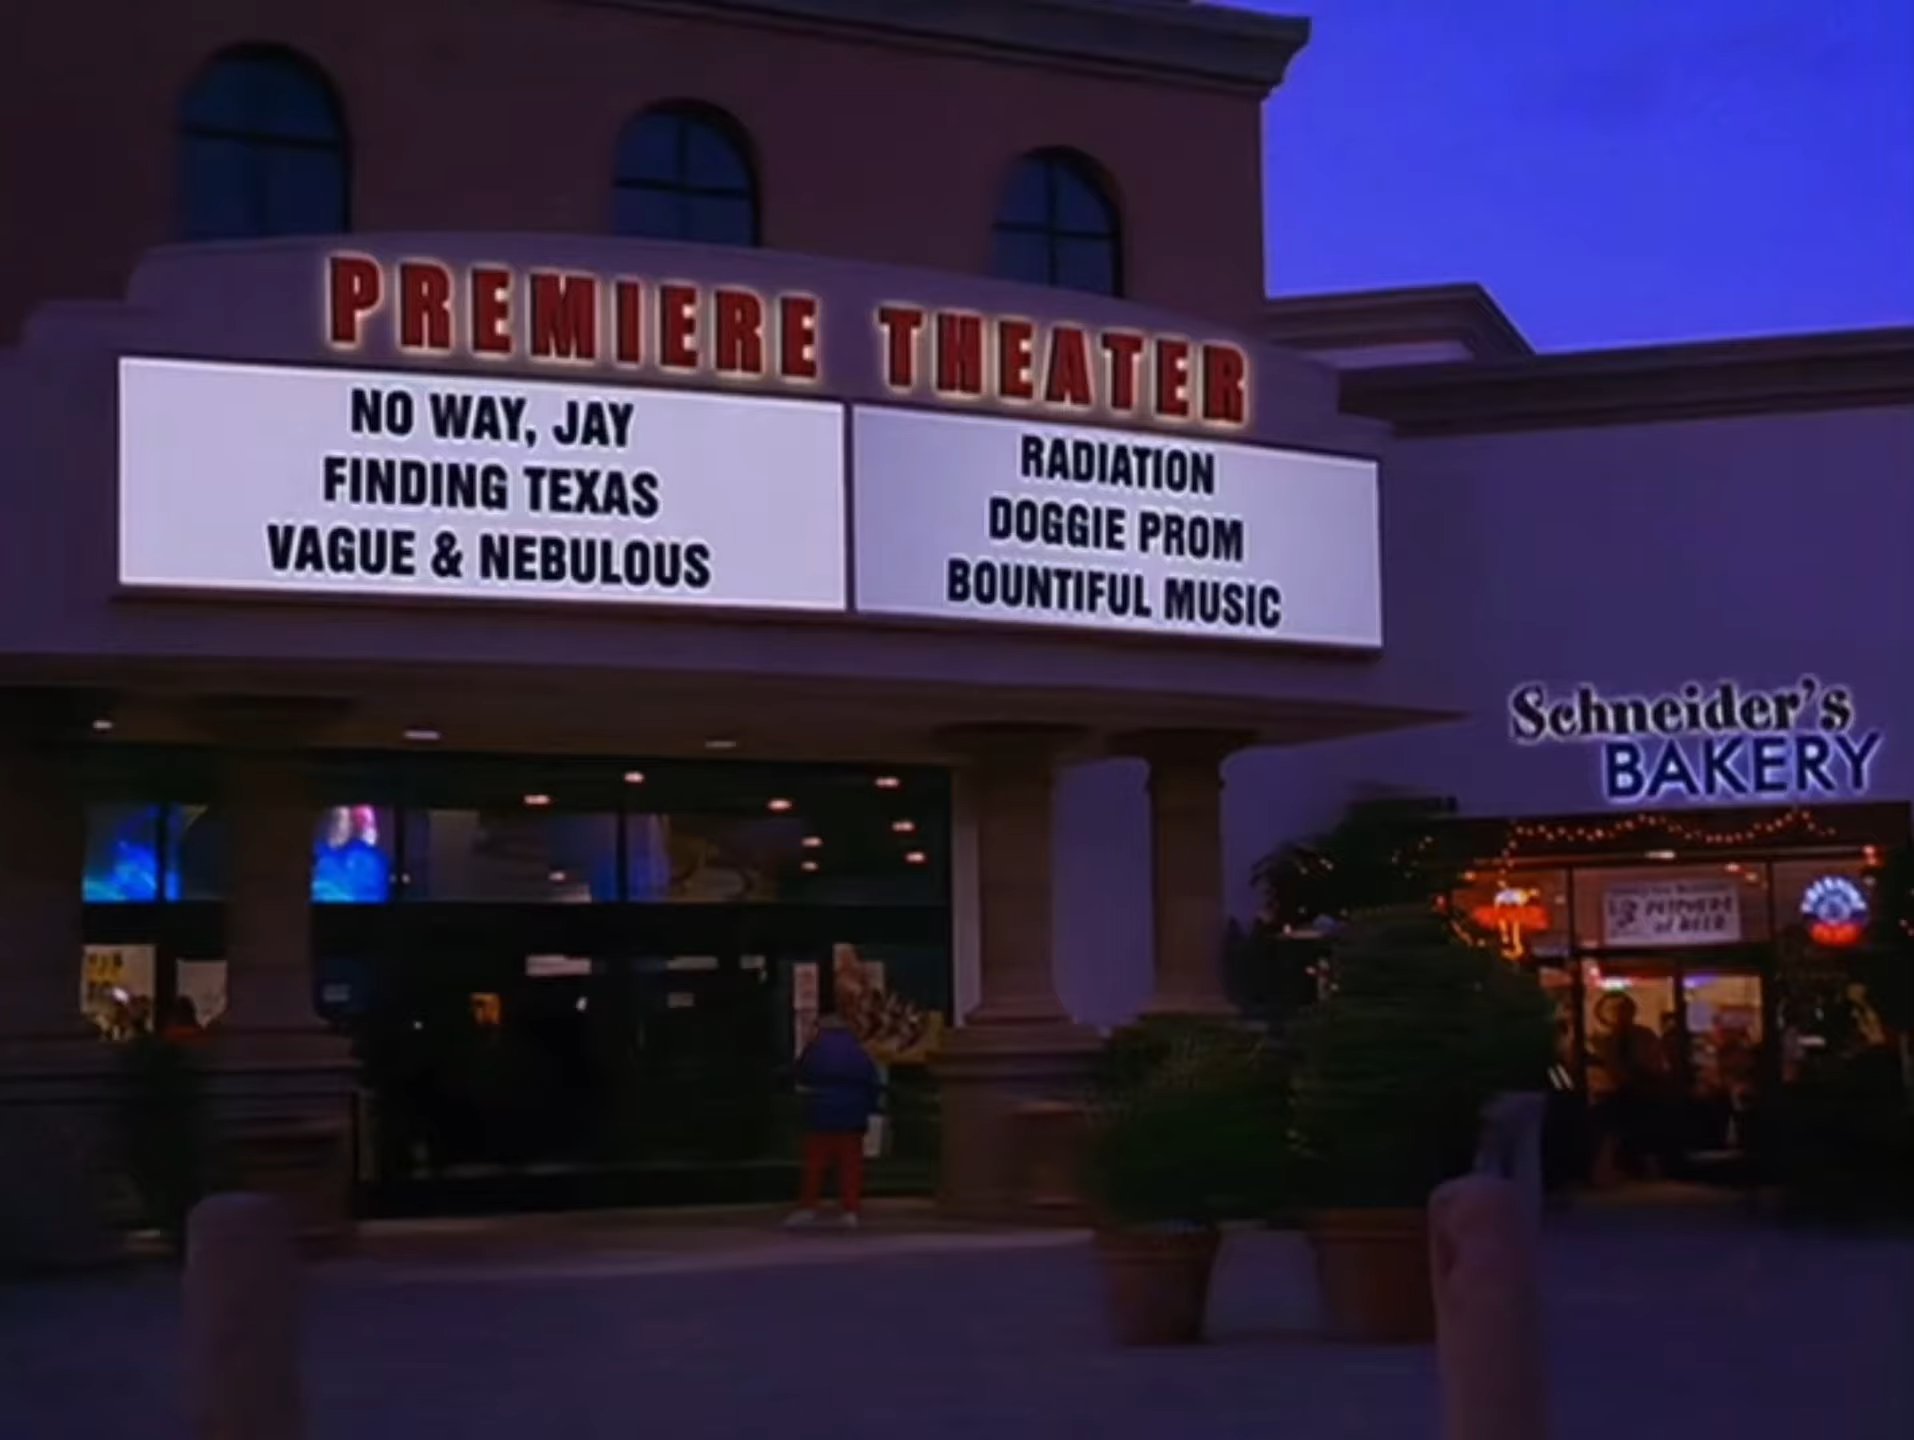 PREMIERE THEATER
NO WAY, JAY
FINDING TEXAS
VAGUE & NEBULOUS
RADIATION
DOGGIE PROM
BOUNTIFUL MUSIC
Schneider's
BAKERY